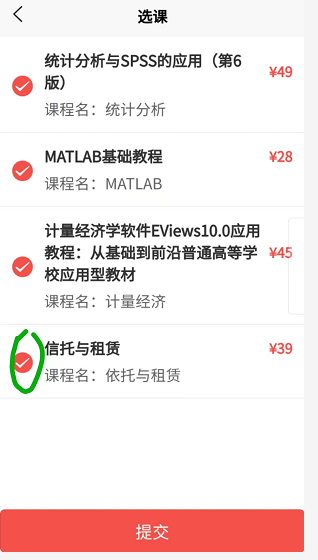 选课
统计分析与SPSS的应用（第6
版）
¥49
课程名：统计分析
MATLAB基础教程
¥28
课程名：MATLAB
计量经济学软件EViews10.0应用
教程：从基础到前沿普通高等学
校应用型教材
¥45
课程名：计量经济
信托与租赁
¥39
课程名：依托与租赁
提交